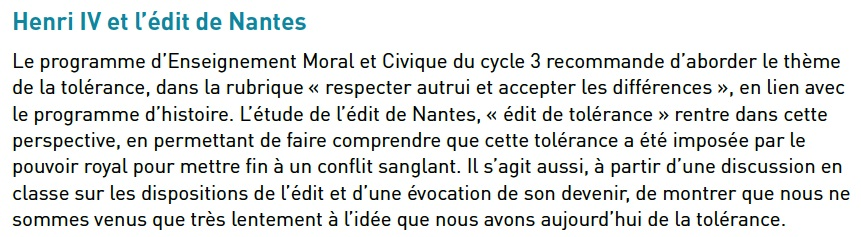 Henri IV et l’édit de Nantes
Le programme d’Enseignement Moral et Civique du cycle 3 recommande d’aborder le thème
de la tolérance, dans la rubrique « respecter autrui et accepter les différences », en lien avec
le programme d’histoire. L’étude de l’édit de Nantes, « édit de tolérance » rentre dans cette
perspective, en permettant de faire comprendre que cette tolérance a été imposée par le
pouvoir royal pour mettre fin à un conflit sanglant. Il s’agit aussi, à partir d’une discussion en
classe sur les dispositions de l’édit et d’une évocation de son devenir, de montrer que nous ne
sommes venus que très lentement à l’idée que nous avons aujourd’hui de la tolérance.